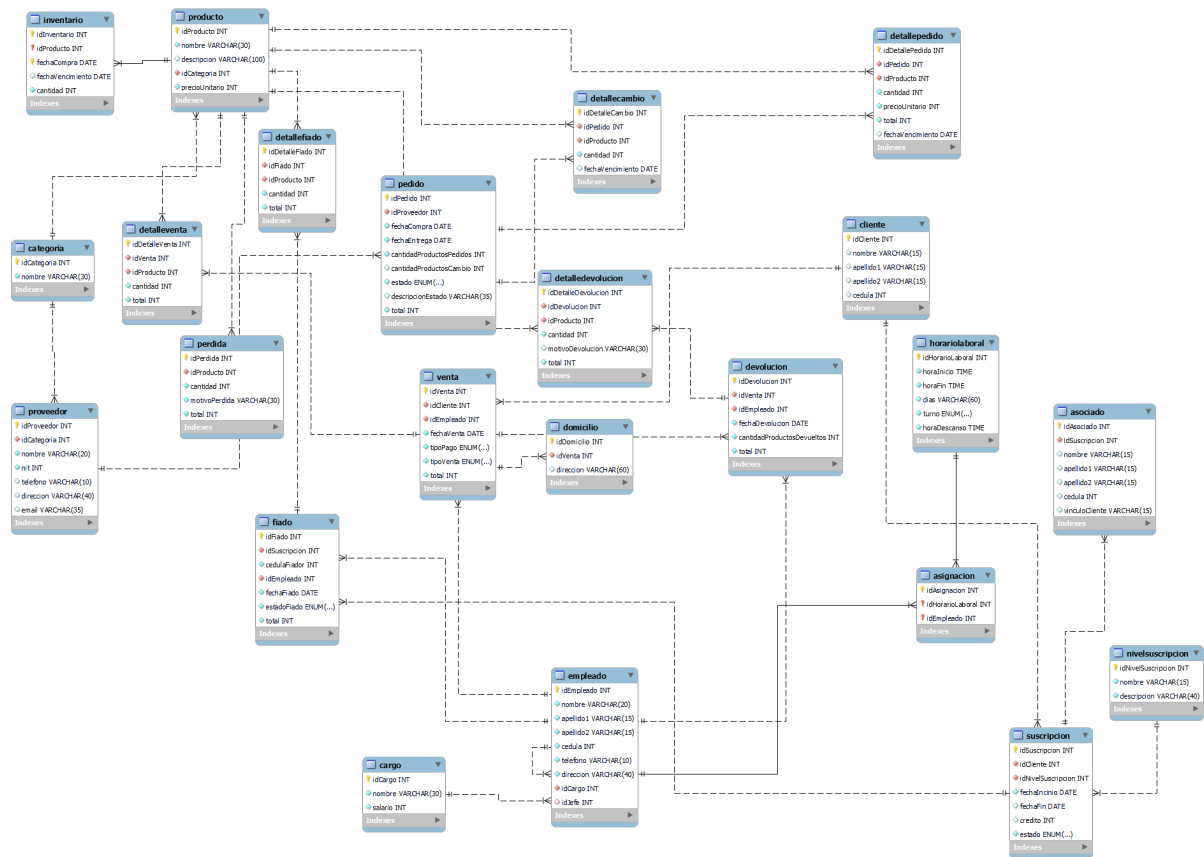 inventario
idInventario INT
idProducto INT
fechaCompra DATE
fechaVencimiento DATE
cantidad INT
Indexes
producto
idProducto INT
nombre VARCHAR(30)
descripcion VARCHAR(100)
idCategoria INT
precioUnitario INT
Indexes
detallepedido
idDetallePedido INT
idPedido INT
idProducto INT
cantidad INT
precioUnitario INT
total INT
fechaVencimiento DATE
Indexes
detallecambio
idDetalleCambio INT
idPedido INT
idProducto INT
cantidad INT
fechaVencimiento DATE
Indexes
detallefiado
idDetalleFiado INT
idFiado INT
idProducto INT
cantidad INT
total INT
Indexes
pedido
idPedido INT
idProveedor INT
fechaCompra DATE
fechaEntrega DATE
cantidadProductosPedidos INT
cantidadProductosCambio INT
estado ENUM(...)
descripcionEstado VARCHAR(35)
total INT
Indexes
cliente
idCliente INT
nombre VARCHAR(15)
apellido1 VARCHAR(15)
apellido2 VARCHAR(15)
cedula INT
Indexes
detalleventa
idDetalleVenta INT
idVenta INT
idProducto INT
cantidad INT
total INT
Indexes
categoria
idCategoria INT
nombre VARCHAR(30)
Indexes
detalledevolucion
idDetalleDevolucion INT
idDevolucion INT
idProducto INT
cantidad INT
motivoDevolucion VARCHAR(30)
total INT
Indexes
perdida
idPerdida INT
idProducto INT
cantidad INT
motivoPerdida VARCHAR(30)
total INT
Indexes
horariolaboral
idHorarioLaboral INT
horaInicio TIME
horaFin TIME
dias VARCHAR(60)
turno ENUM(...)
horaDescanso TIME
Indexes
venta
idVenta INT
idCliente INT
idEmpleado INT
fechaVenta DATE
tipoPago ENUM(...)
tipoVenta ENUM(...)
total INT
Indexes
devolucion
idDevolucion INT
idVenta INT
idEmpleado INT
fechaDevolucion DATE
cantidadProductosDevueltos INT
total INT
Indexes
proveedor
idProveedor INT
idCategoria INT
nombre VARCHAR(20)
nit INT
telefono VARCHAR(10)
direccion VARCHAR(40)
email VARCHAR(35)
Indexes
domicilio
idDomicilio INT
idVenta INT
direccion VARCHAR(60)
Indexes
asociado
idAsociado INT
idSuscripcion INT
nombre VARCHAR(15)
apellido1 VARCHAR(15)
apellido2 VARCHAR(15)
cedula INT
vinculoCliente VARCHAR(15)
Indexes
fiado
idFiado INT
idSuscripcion INT
cedulaFiador INT
idEmpleado INT
fechaFiado DATE
estadoFiado ENUM(...)
total INT
Indexes
asignacion
idAsignacion INT
idHorarioLaboral INT
idEmpleado INT
Indexes
nivelsuscripcion
idNivelSuscripcion INT
nombre VARCHAR(15)
descripcion VARCHAR(40)
Indexes
empleado
idEmpleado INT
nombre VARCHAR(20)
apellido1 VARCHAR(15)
apellido2 VARCHAR(15)
cedula INT
telefono VARCHAR(10)
direccion VARCHAR(40)
idCargo INT
idJefe INT
Indexes
suscripcion
idSuscripcion INT
idCliente INT
idNivelSuscripcion INT
fechaIncinio DATE
fechaFin DATE
credito INT
estado ENUM(...)
Indexes
cargo
idCargo INT
nombre VARCHAR(30)
salario INT
Indexes